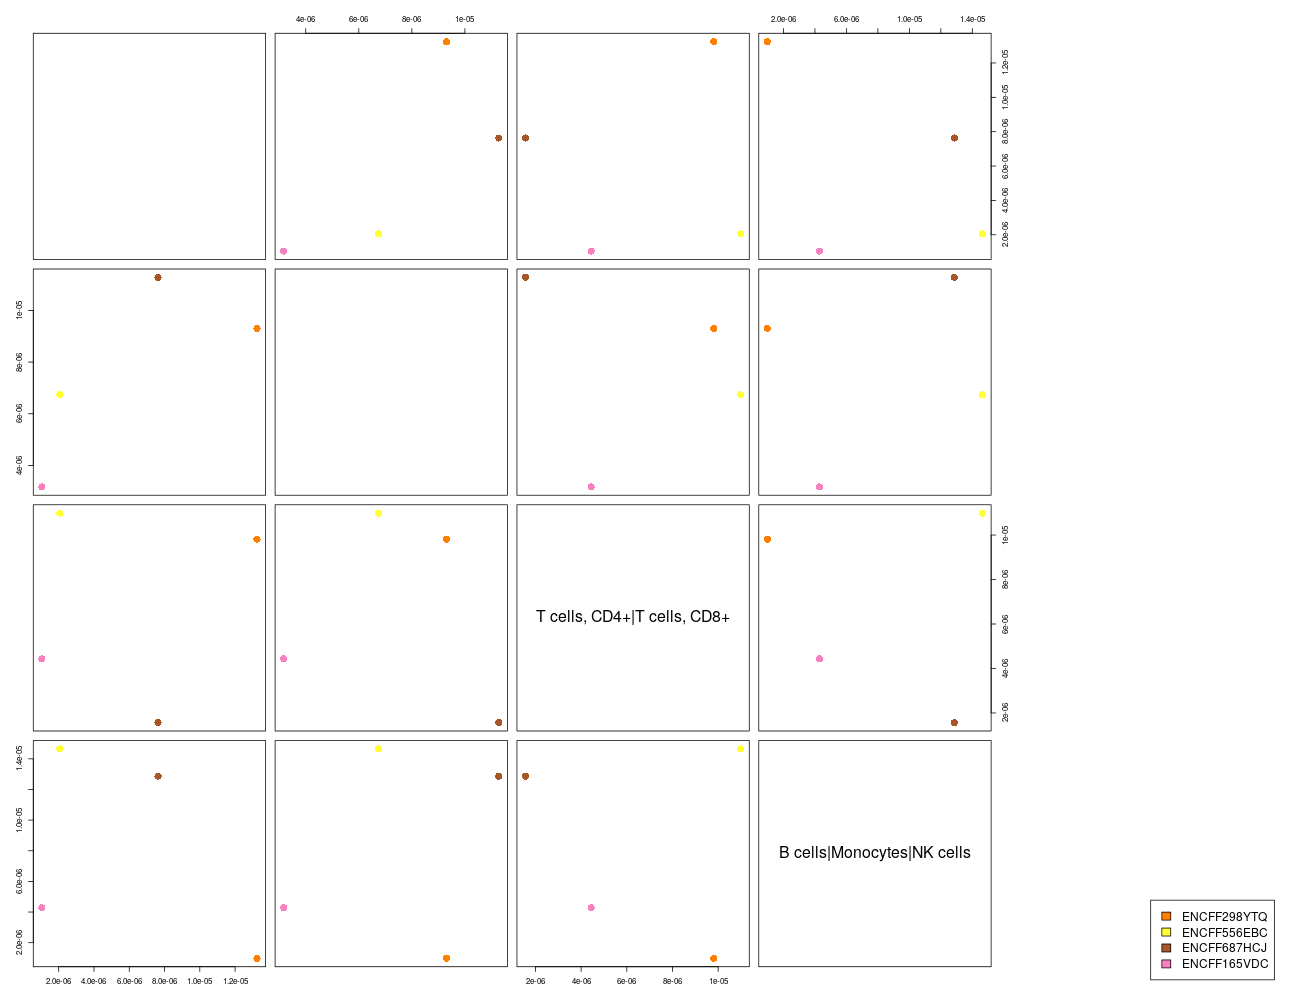 4e-06 6e-06 8e-06 1e-05
2.0e-06 6.0e-06 1.0e-05 1.4e-05
2.0e-06 4.0e-06 6.0e-06 8.0e-06 1.0e-05 1.2e-05
4e-06 6e-06 8e-06 1e-05
T cells, CD4+|T cells, CD8+
2e-06 4e-06 6e-06 8e-06 1e-05
2.0e-06 6.0e-06 1.0e-05 1.4e-05
B cells|Monocytes|NK cells
2.0e-06 4.0e-06 6.0e-06 8.0e-06 1.0e-05 1.2e-05
2e-06 4e-06 6e-06 8e-06 1e-05
ENCFF298YTQ
ENCFF556EBC
ENCFF687HCJ
ENCFF165VDC